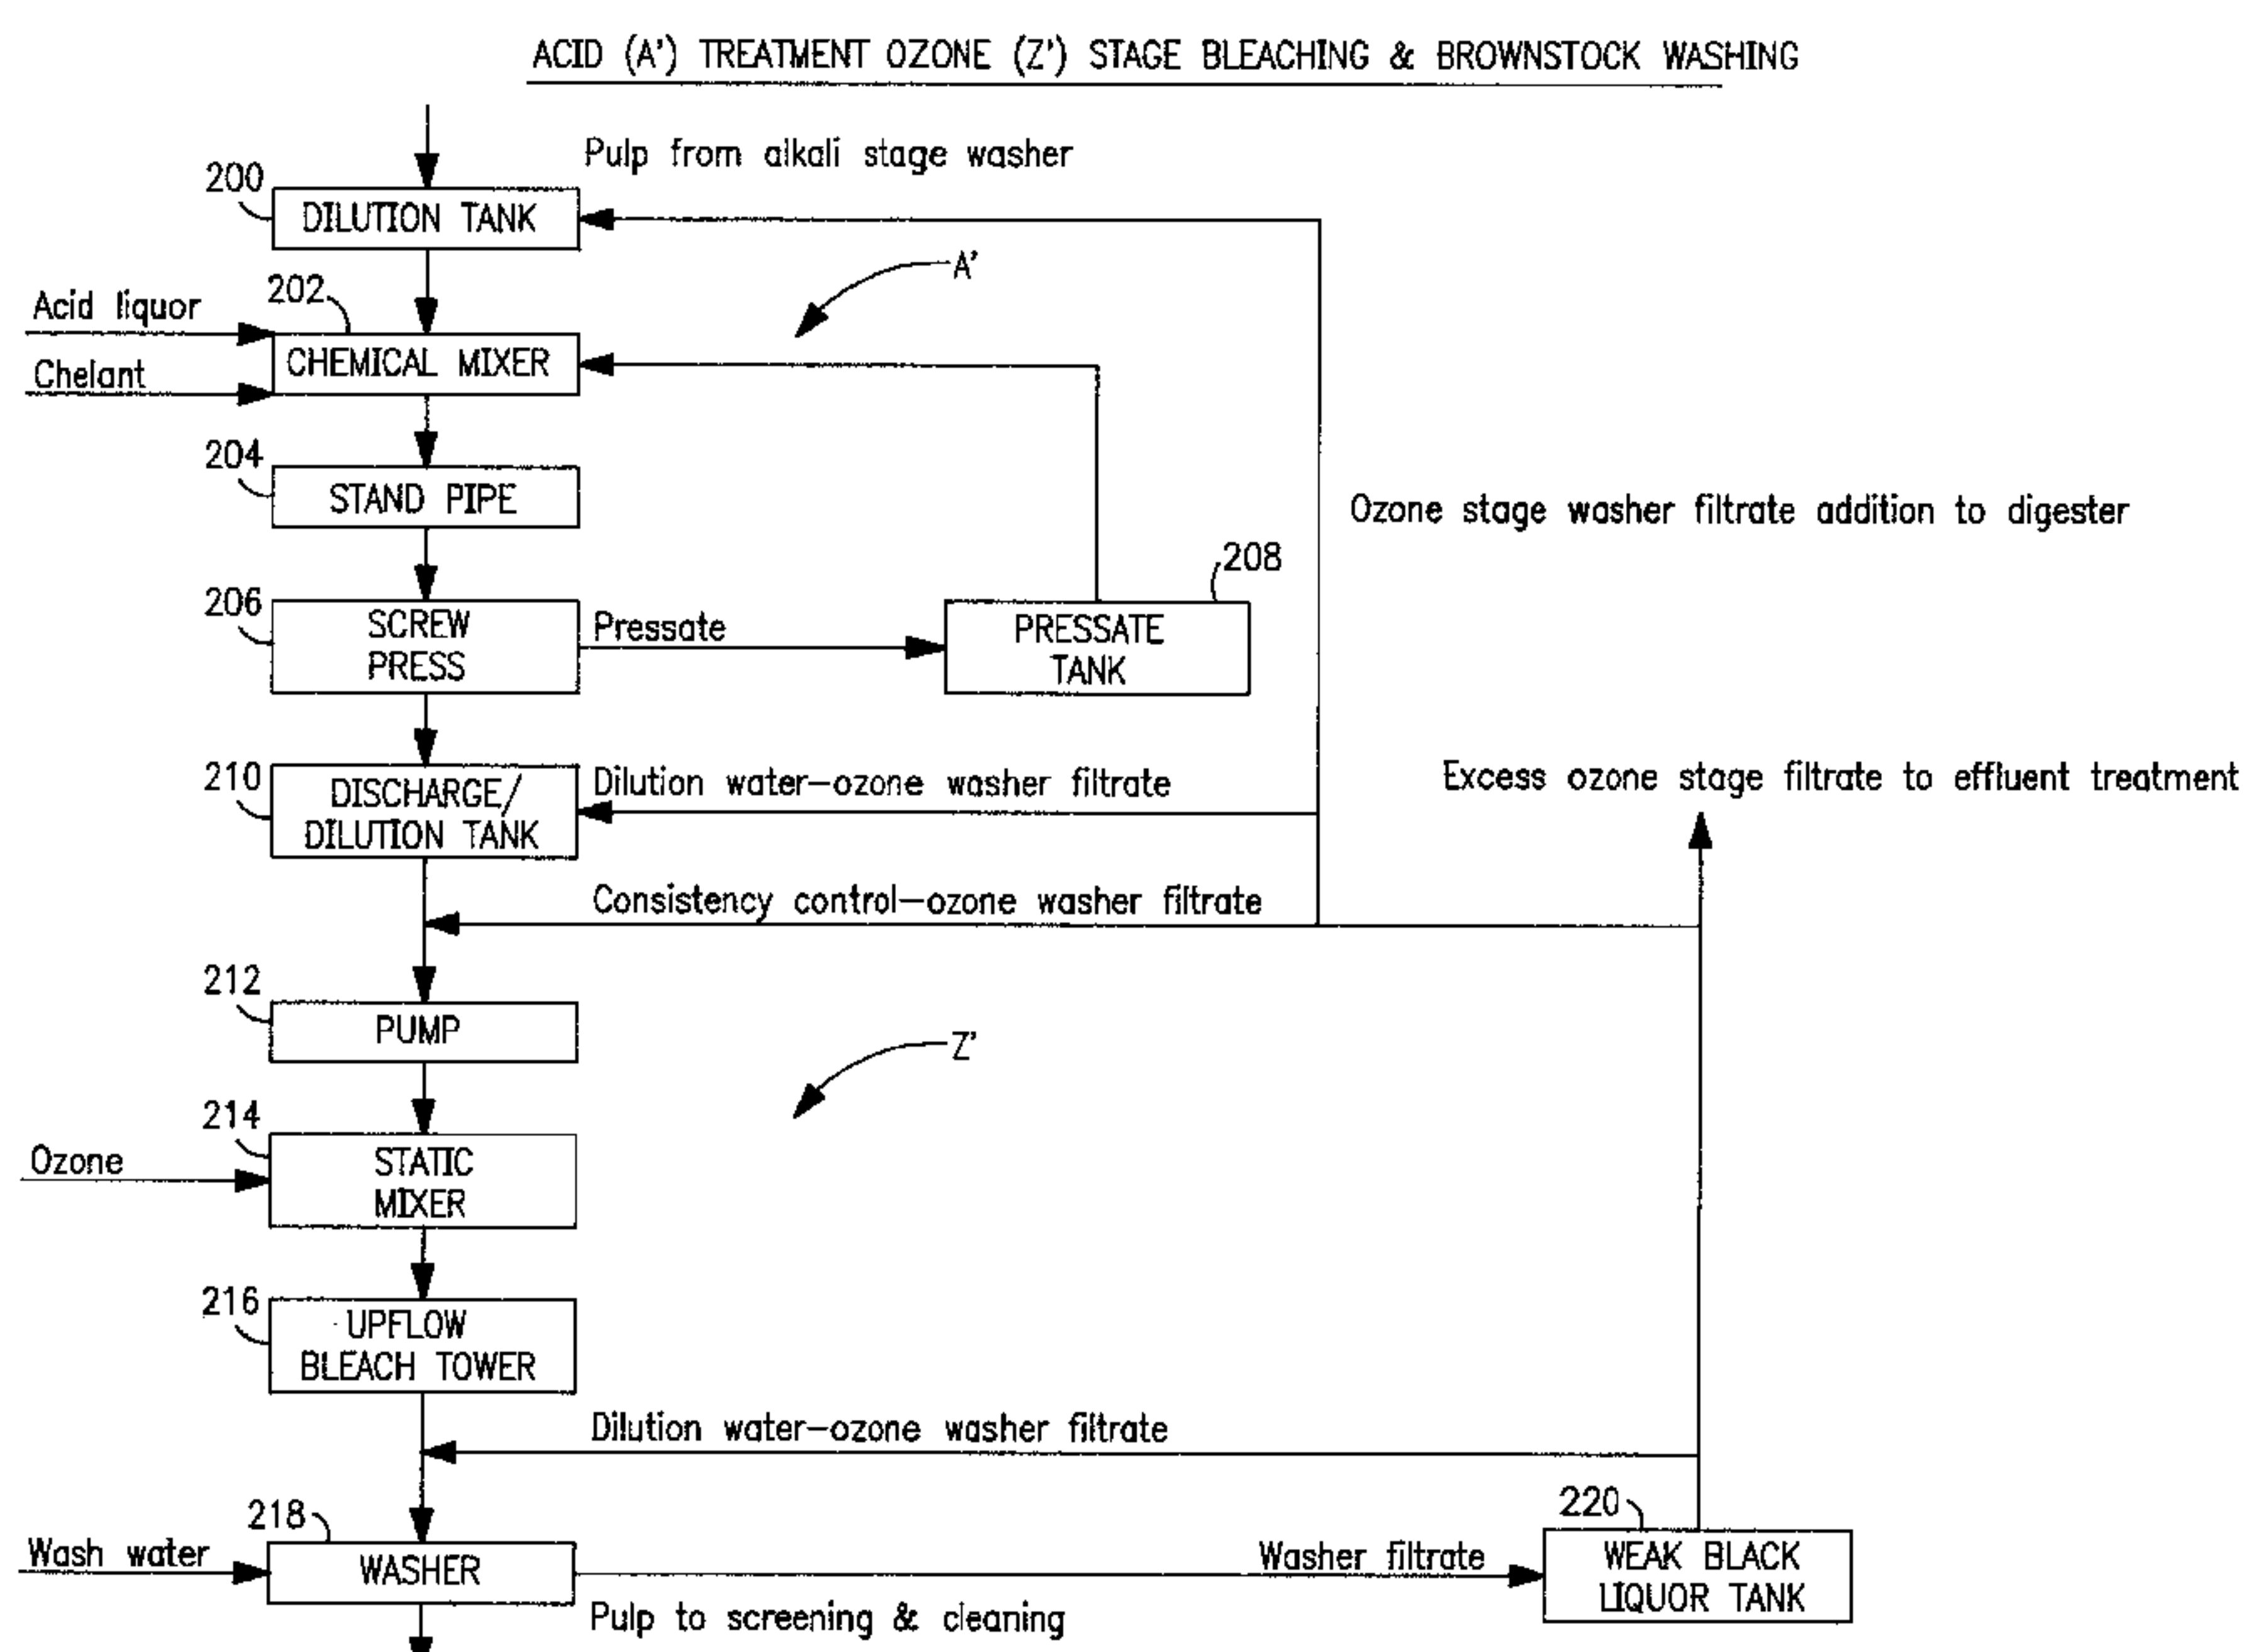 ACID (A') TREATMENT OZONE (Z') STAGE BLEACHING & BROWNSTOCK WASHING
Pulp from alkali stage washer
200
DILUTION TANK
A'
202
Acid liquor
CHEMICAL MIXER
Chelant
204
STAND PIPE
Ozone stage washer filtrate addition to digester
208
206
SCREW
PRESS
Pressate
PRESSATE
TANK
210
DISCHARGE/
DILUTION TANK
Dilution water-ozone washer filtrate
Excess ozone stage filtrate to effluent treatment
Consistency control-ozone washer filtrate
212
PUMP
Z'
214
Ozone
STATIC
MIXER
216
UPFLOW
BLEACH TOWER
Dilution water-ozone washer filtrate
218
220
Wash water
WASHER
Washer filtrate
WEAK BLACK
LIQUOR TANK
Pulp to screening & cleaning